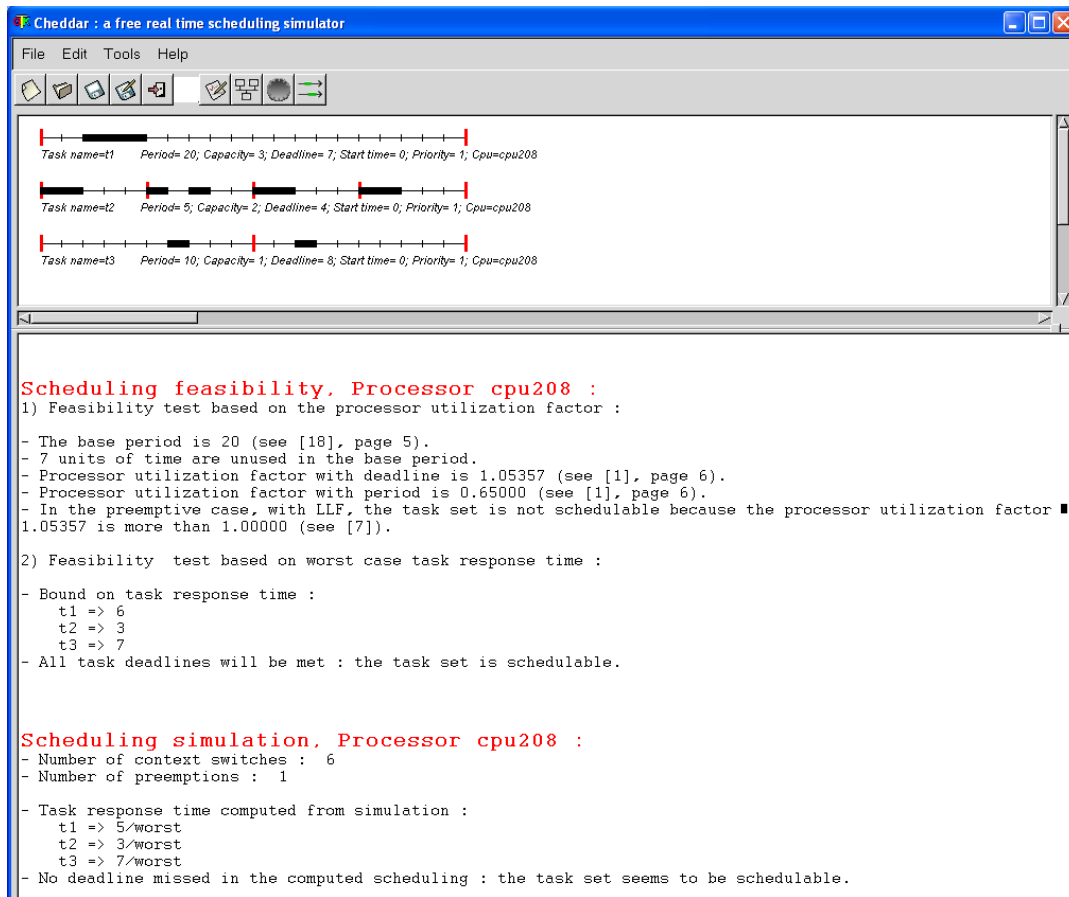 Cheddar : a free real time scheduling simulator
File Edit Tools Help
Task name=t1 Period= 20; Capacity= 3; Deadline= 7; Start time= 0; Priority= 1; Cpu=cpu208
Task name=t2 Period= 5; Capacity= 2; Deadline= 4; Start time= 0; Priority= 1; Cpu=cpu208
Task name=t3 Period= 10; Capacity= 1; Deadline= 8; Start time= 0; Priority= 1; Cpu=cpu208
Scheduling feasibility, Processor cpu208 :
1) Feasibility test based on the processor utilization factor :
- The base period is 20 (see [18], page 5).
- 7 units of time are unused in the base period.
- Processor utilization factor with deadline is 1.05357 (see [1], page 6).
- Processor utilization factor with period is 0.65000 (see [1], page 6).
- In the preemptive case, with LLF, the task set is not schedulable because the processor utilization factor
1.05357 is more than 1.00000 (see [7]).
2) Feasibility test based on worst case task response time :
- Bound on task response time :
t1 => 6
t2 => 3
t3 => 7
- All task deadlines will be met : the task set is schedulable.
Scheduling simulation, Processor cpu208 :
- Number of context switches : 6
- Number of preemptions : 1
- Task response time computed from simulation :
t1 => 5/worst
t2 => 3/worst
t3 => 7/worst
- No deadline missed in the computed scheduling : the task set seems to be schedulable.